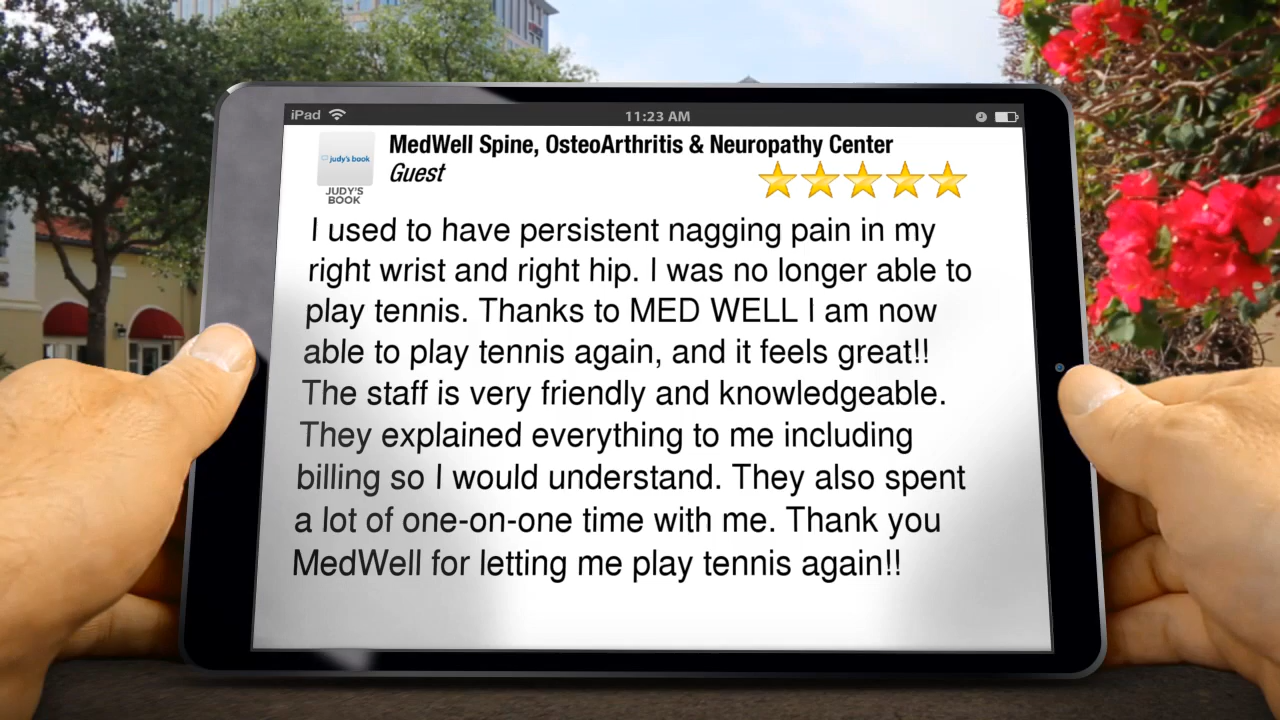 iPad 11:23 AM
judy's book
JUDY'S
BOOK
MedWell Spine, OsteoArthritis & Neuropathy Center
Guest
I used to have persistent nagging pain in my
right wrist and right hip. I was no longer able to
play tennis. Thanks to MED WELL I am now
able to play tennis again, and it feels great!!
The staff is very friendly and knowledgeable.
They explained everything to me including
billing so I would understand. They also spent
a lot of one-on-one time with me. Thank you
MedWell for letting me play tennis again!!